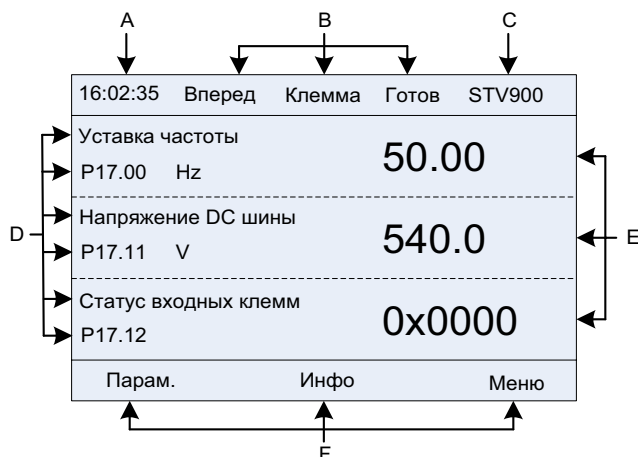 A B C
16:02:35 Вперед Клемма Готов STV900
Уставка частоты
P17.00 Hz 50.00
Напряжение DC шины
P17.11 V 540.0
D E
Статус входных клемм
P17.12 0x0000
Парам. Инфо Меню
F